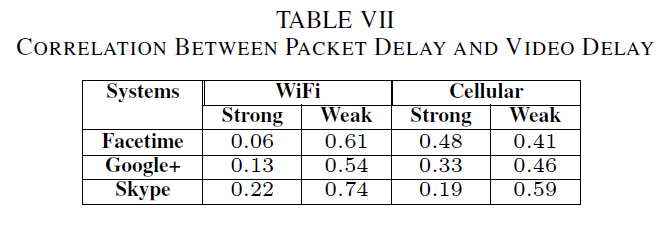 TABLE VII
CORRELATION BETWEEN PACKET DELAY AND VIDEO DELAY
Systems WiFi Cellular
Strong Weak Strong Weak
Facetime 0.06 0.61 0.48 0.41
Google+ 0.13 0.54 0.33 0.46
Skype 0.22 0.74 0.19 0.59